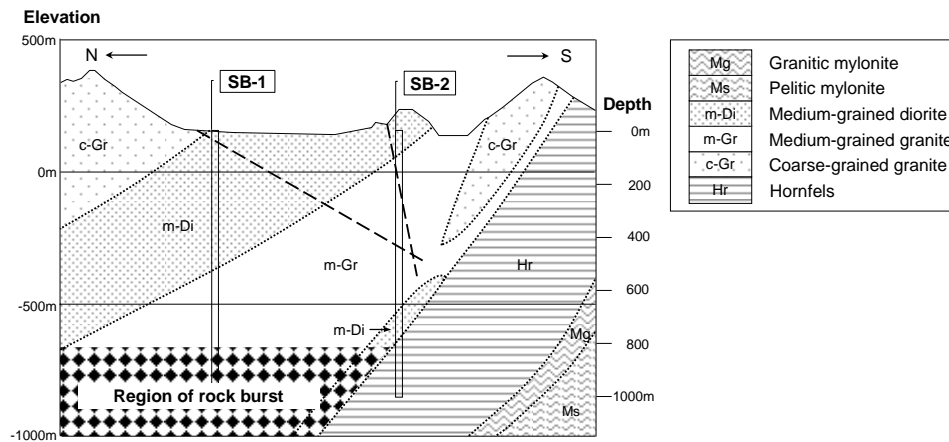 Elevation
500m
N
S
SB-1
SB-2
Depth
0m
c-Gr
c-Gr
0m
200
m-Di
400
m-Gr
Hr
600
-500m
m-Di
Mg
800
Region of rock burst
1000m
Ms
-1000m
Mg Granitic mylonite
Ms Pelitic mylonite
m-Di Medium-grained diorite
m-Gr Medium-grained granite
c-Gr Coarse-grained granite
Hr Hornfels